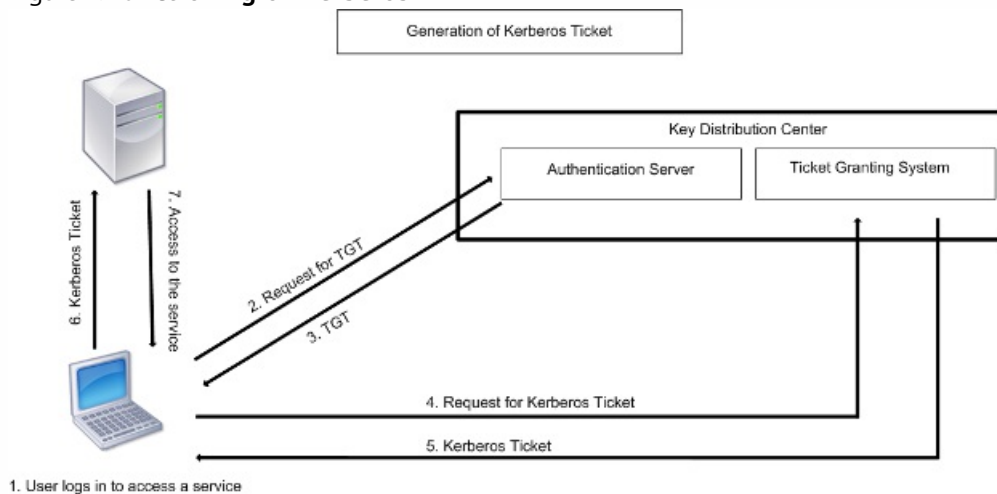 Generation of Kerberos Ticket
Key Distribution Center
Authentication Server
Ticket Granting System
6. Kerberos Ticket
7. Access to the service
2. Request for TGT
3. TGT
4. Request for Kerberos Ticket
5. Kerberos Ticket
1. User logs in to access a service